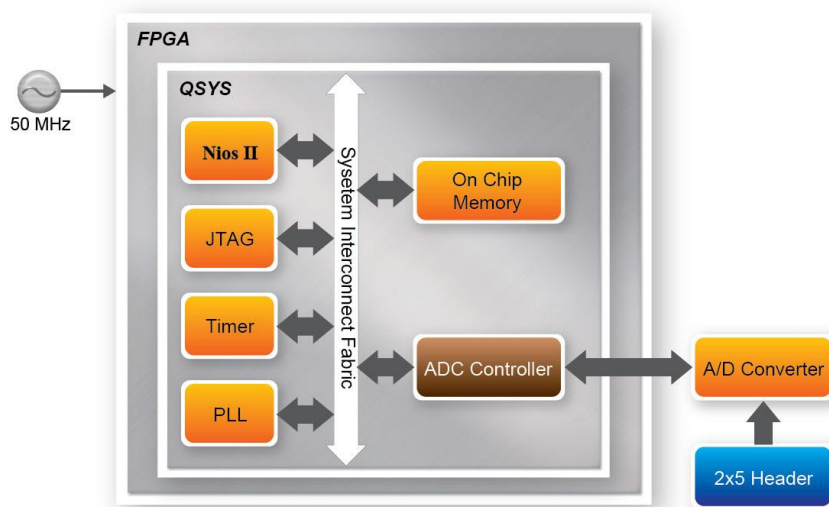 FPGA
QSYS
50 MHz
Nios II
JTAG
Timer
PLL
Sysetem Interconnect Fabric
On Chip
Memory
ADC Controller
A/D Converter
2x5 Header